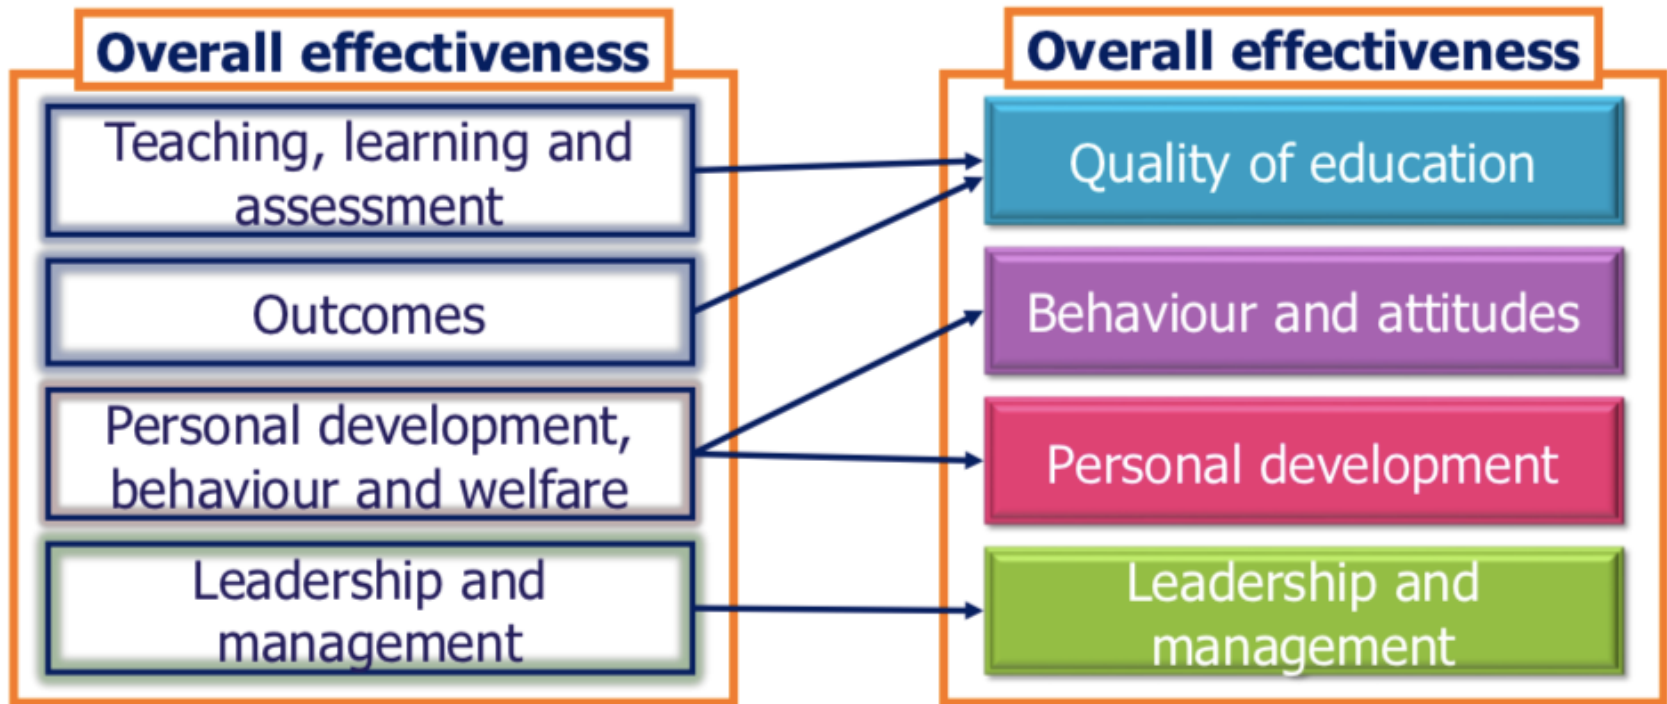 Overall effectiveness
Teaching, learning and
assessment
Outcomes
Personal development,
behaviour and welfare
Leadership and
management
Overall effectiveness
Quality of education
Behaviour and attitudes
Personal development
Leadership and
management